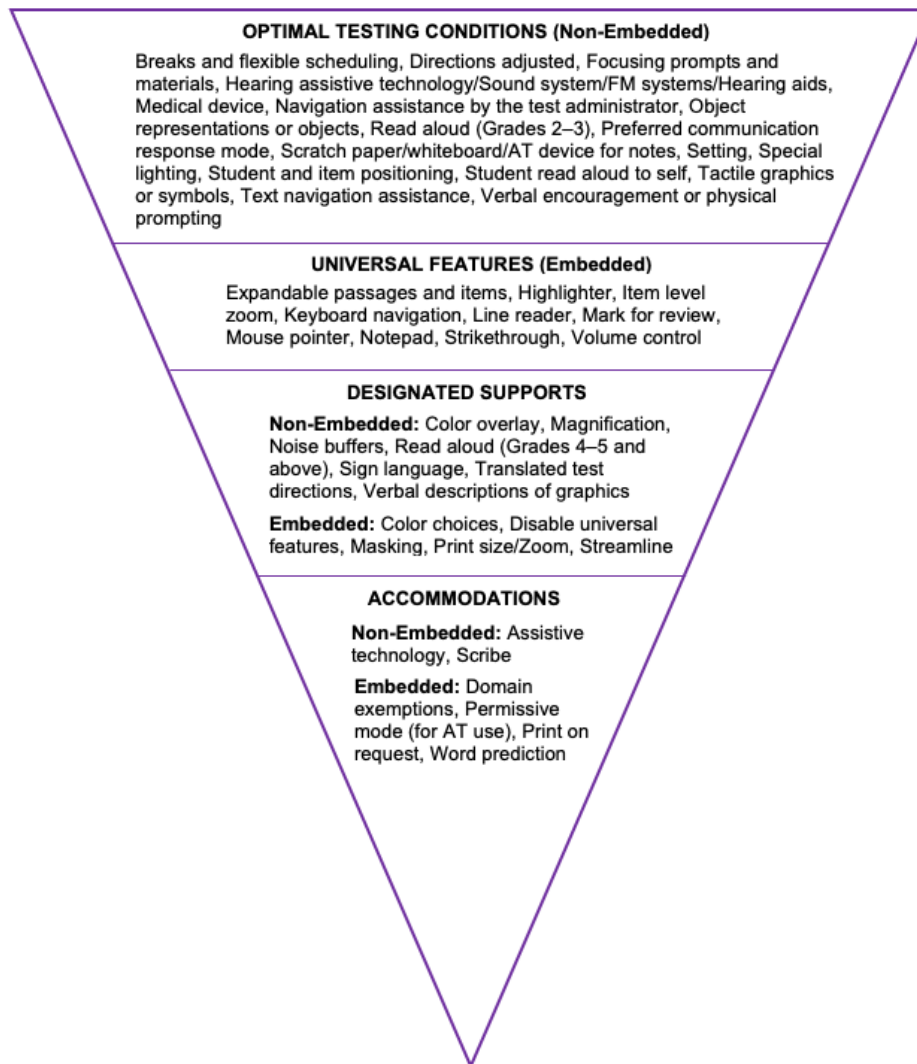 OPTIMAL TESTING CONDITIONS (Non-Embedded)
Breaks and flexible scheduling, Directions adjusted, Focusing prompts and
materials, Hearing assistive technology/Sound system/FM systems/Hearing aids,
Medical device, Navigation assistance by the test administrator, Object
representations or objects, Read aloud (Grades 2–3), Preferred communication
response mode, Scratch paper/whiteboard/AT device for notes, Setting, Special
lighting, Student and item positioning, Student read aloud to self, Tactile graphics
or symbols, Text navigation assistance, Verbal encouragement or physical
prompting
UNIVERSAL FEATURES (Embedded)
Expandable passages and items, Highlighter, Item level
zoom, Keyboard navigation, Line reader, Mark for review,
Mouse pointer, Notepad, Strikethrough, Volume control
DESIGNATED SUPPORTS
Non-Embedded: Color overlay, Magnification,
Noise buffers, Read aloud (Grades 4–5 and
above), Sign language, Translated test
directions, Verbal descriptions of graphics
Embedded: Color choices, Disable universal
features, Masking, Print size/Zoom, Streamline
ACCOMMODATIONS
Non-Embedded: Assistive
technology, Scribe
Embedded: Domain
exemptions, Permissive
mode (for AT use), Print on
request, Word prediction